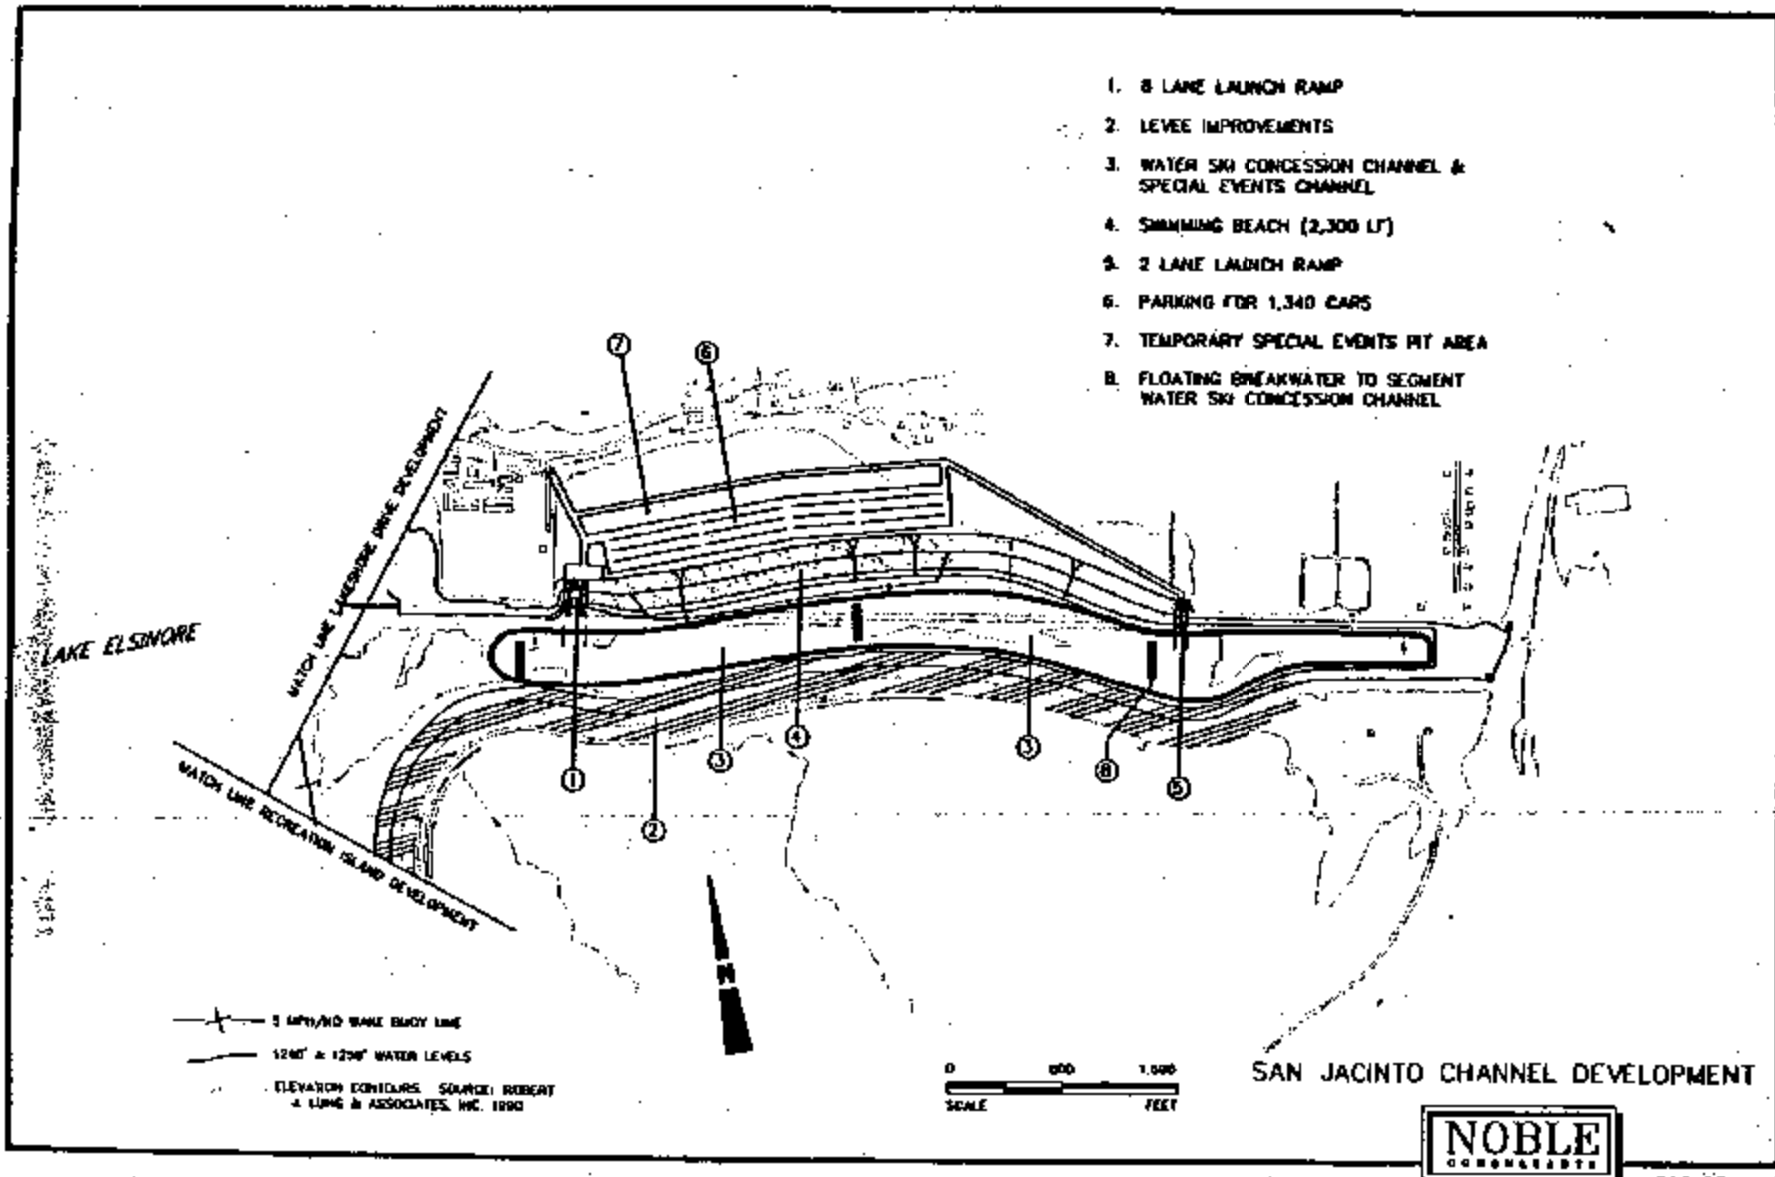 1. 8 LANE LAUNCH RAMP
2. LEVEE IMPROVEMENTS
3. WATER SKI CONCESSION CHANNEL &
SPECIAL EVENTS CHANNEL
4. SWIMMING BEACH (2,300 LF)
5. 2 LANE LAUNCH RAMP
6. PARKING FOR 1,340 CARS
7. TEMPORARY SPECIAL EVENTS PIT AREA
8. FLOATING BREAKWATER TO SEGMENT
WATER SKI CONCESSION CHANNEL
7
6
MATCH LINE LAKESHORE DRIVE DEVELOPMENT
LAKE ELSINORE
1
2
3
4
3
8
5
MATCH LINE RECREATION ISLAND DEVELOPMENT
N
5 MPH/NO WAKE BUOY LINE
1240' & 1250' WATER LEVELS
ELEVATION CONTOURS. SOURCE: ROBERT
& ASSOCIATES, INC. 1990
0 800
SCALE FEET
SAN JACINTO CHANNEL DEVELOPMENT
NOBLE
CONSULTANTS